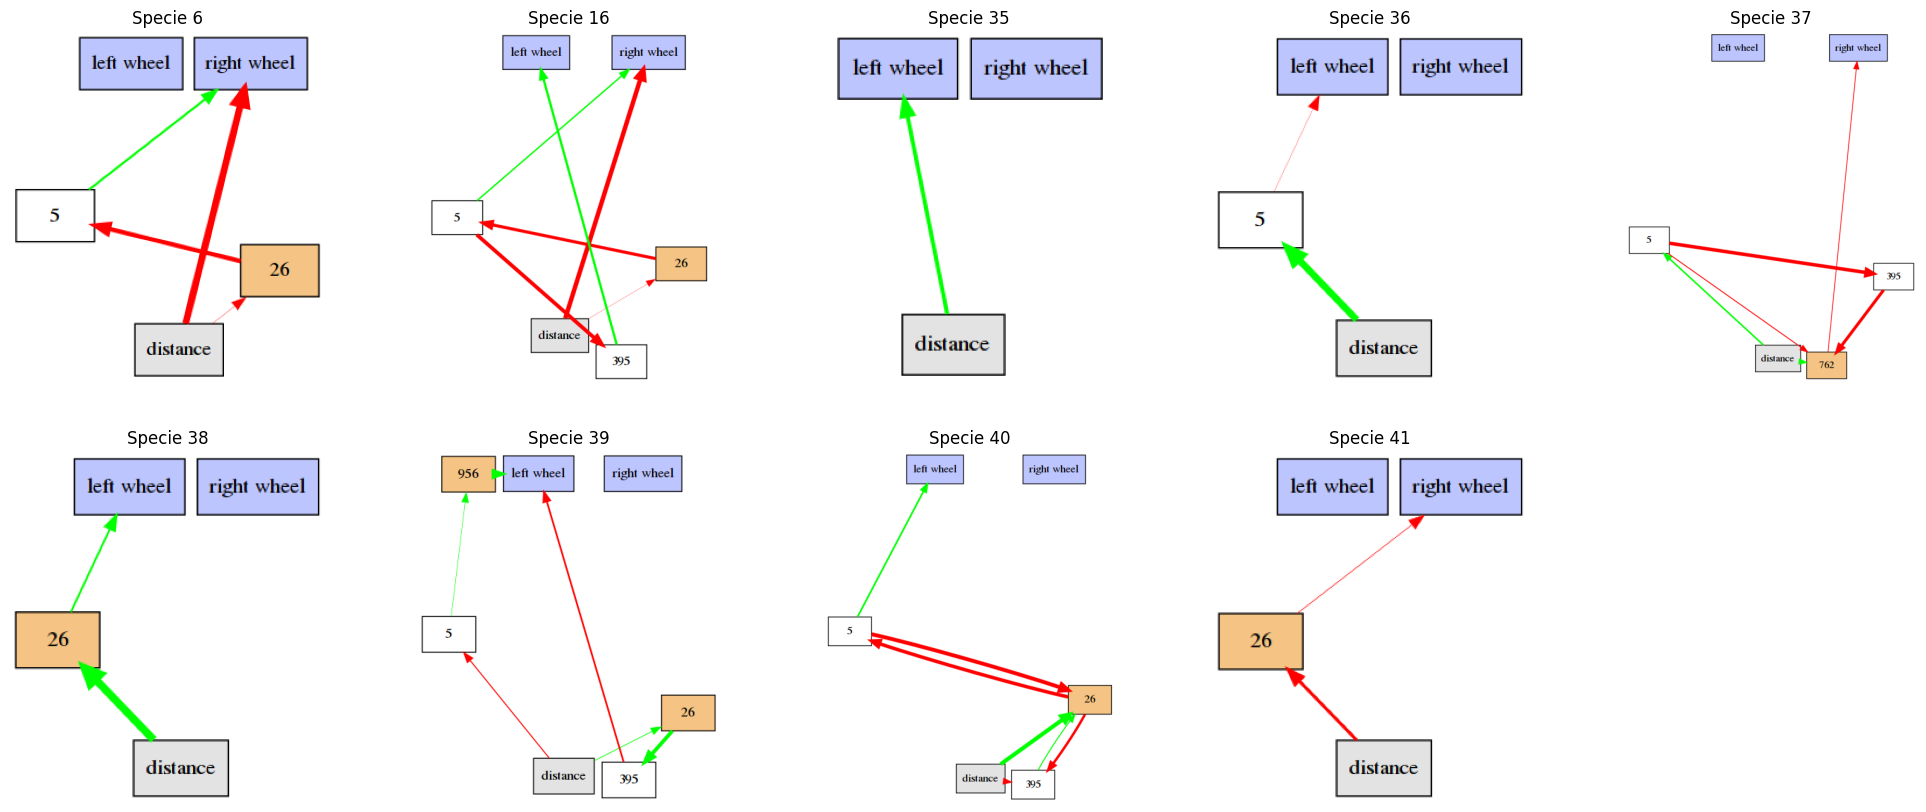 Specie 6
left wheel
right wheel
5
26
distance
Specie 16
left wheel
right wheel
5
26
distance
395
Specie 35
left wheel
right wheel
distance
Specie 36
left wheel
right wheel
5
distance
Specie 37
left wheel
right wheel
5
395
distance
762
Specie 38
left wheel
right wheel
26
distance
Specie 39
956
left wheel
right wheel
5
26
distance
395
Specie 40
left wheel
right wheel
5
26
distance
395
Specie 41
left wheel
right wheel
26
distance